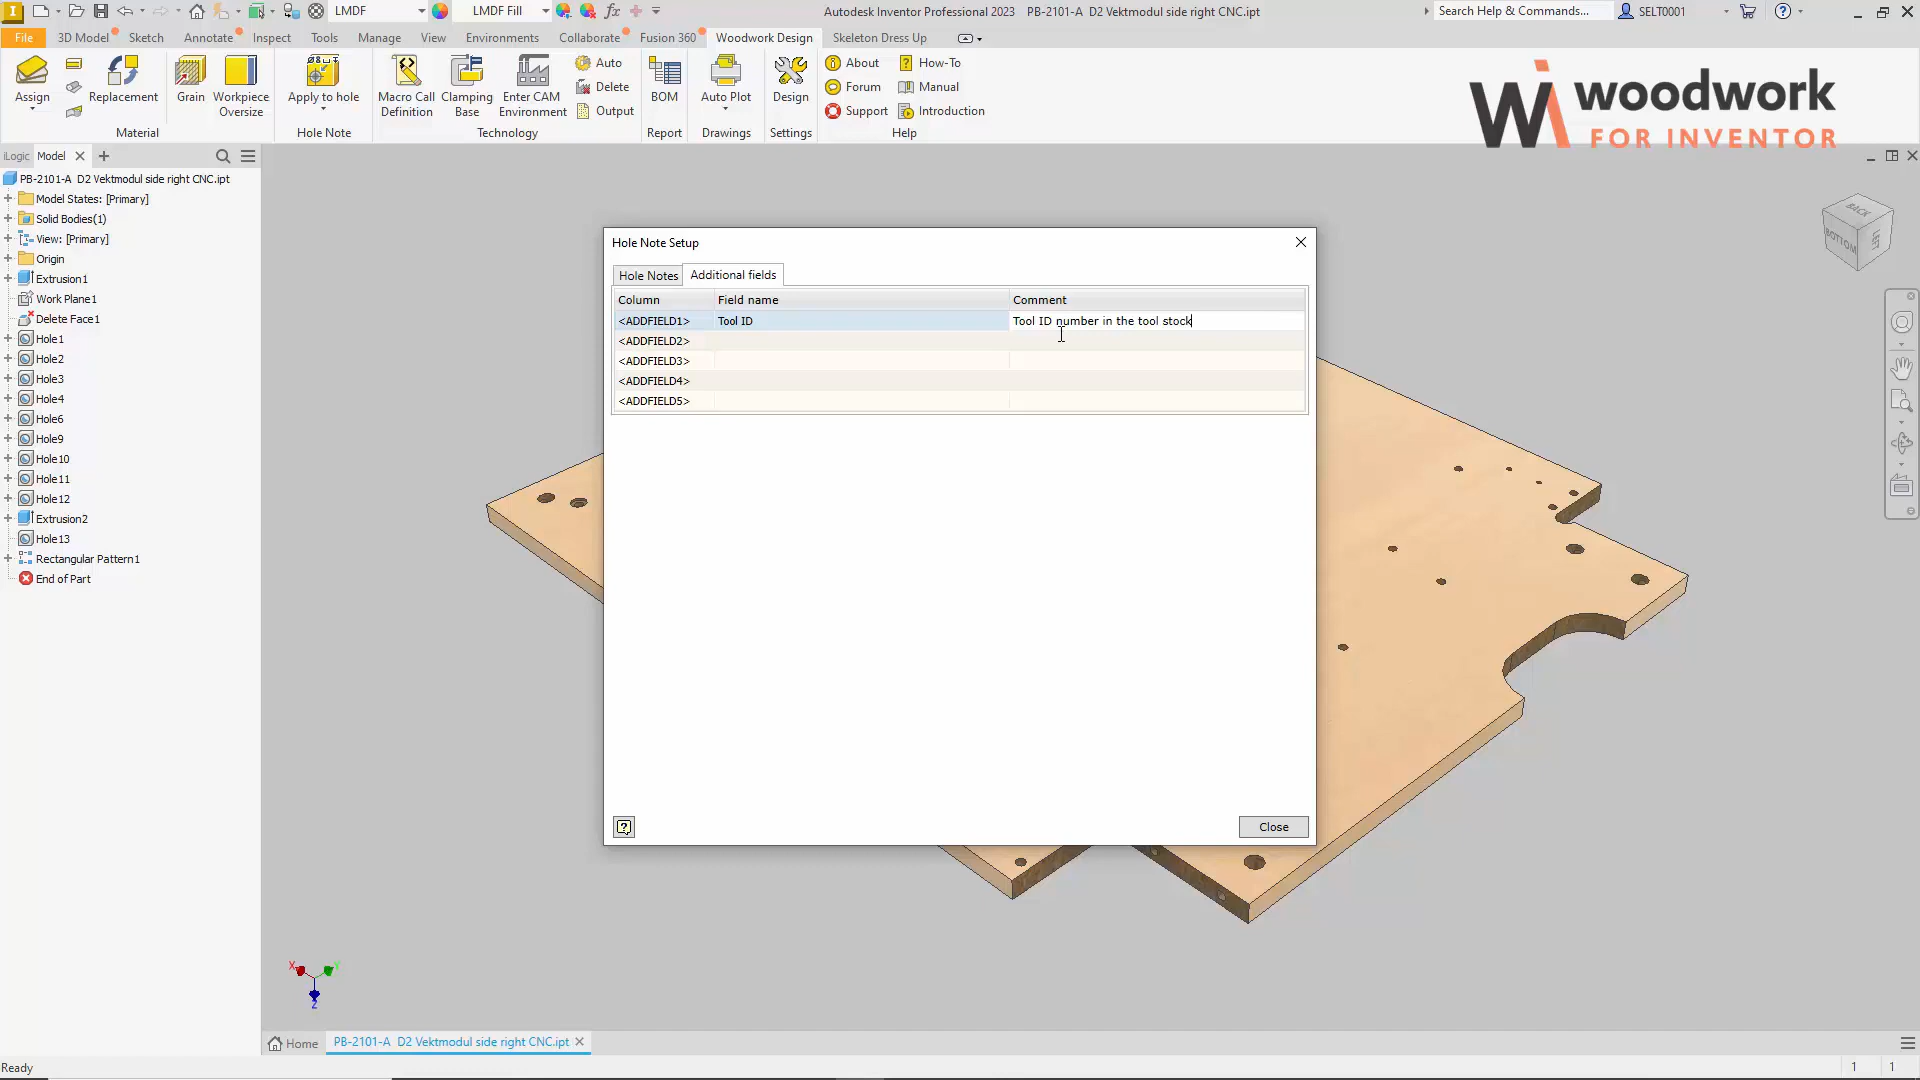 LMDF
LMDF Fill
Autodesk Inventor Professional 2023 PB-2101-A D2 Vektmodul side right CNC.ipt
Search Help & Commands...
SELT0001
File
3D Model
Sketch
Annotate
Inspect
Tools
Manage
View
Environments
Collaborate
Fusion 360
Woodwork Design
Skeleton Dress Up
Assign
Replacement
Grain
Workpiece
Oversize
Apply to hole
Macro Call
Definition
Clamping
Base
Enter CAM
Environment
Auto
Delete
Output
BOM
Auto Plot
Design
About
Forum
Support
How-To
Manual
Introduction
Material
Hole Note
Technology
Report
Drawings
Settings
Help
woodwork
FOR INVENTOR
iLogic
Model
PB-2101-A D2 Vektmodul side right CNC.ipt
Model States: [Primary]
Solid Bodies(1)
View: [Primary]
Origin
Extrusion1
Work Plane1
Delete Face1
Hole1
Hole2
Hole3
Hole4
Hole6
Hole9
Hole10
Hole11
Hole12
Extrusion2
Hole13
Rectangular Pattern1
End of Part
Hole Note Setup
Hole Notes
Additional fields
Column Field name Comment
<ADDFIELD1> Tool ID Tool ID number in the tool stock
<ADDFIELD2>
<ADDFIELD3>
<ADDFIELD4>
<ADDFIELD5>
Close
BACK
BOTTOM
X
Y
Z
Home
PB-2101-A D2 Vektmodul side right CNC.ipt
Ready
1 1